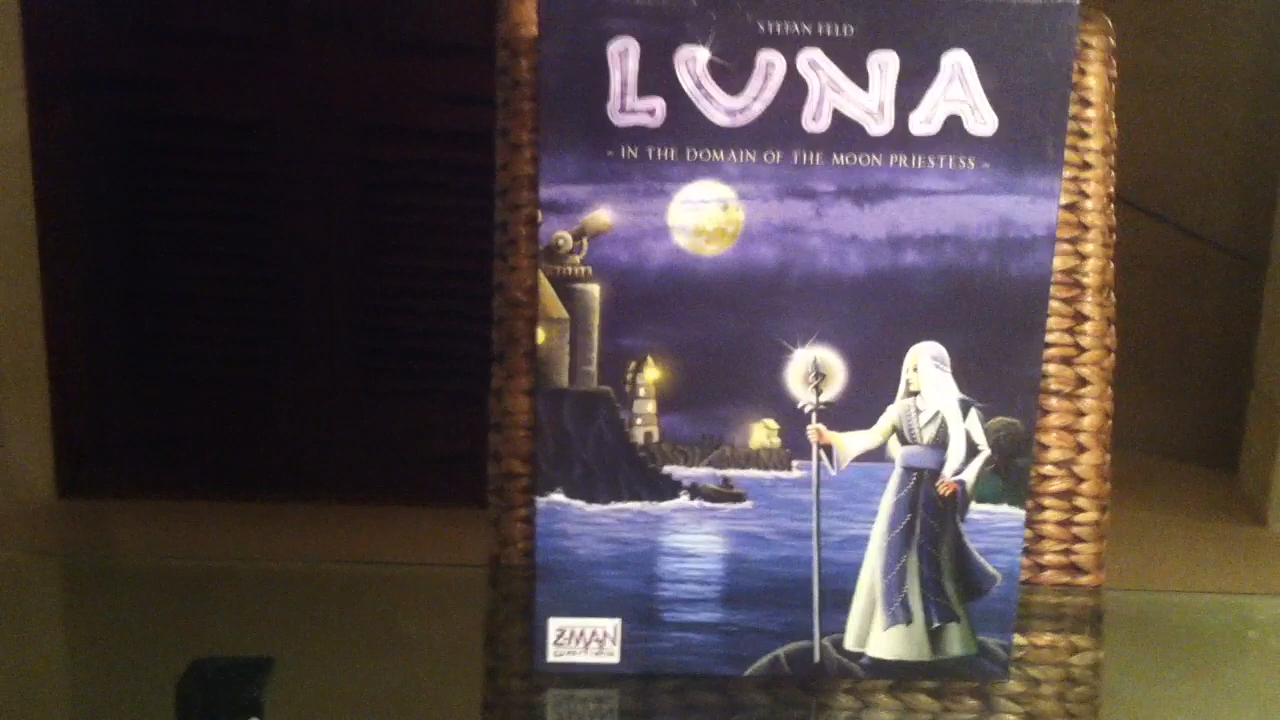 STEFAN FELD
LUNA
- IN THE DOMAIN OF THE MOON PRIESTESS -
Z-MAN